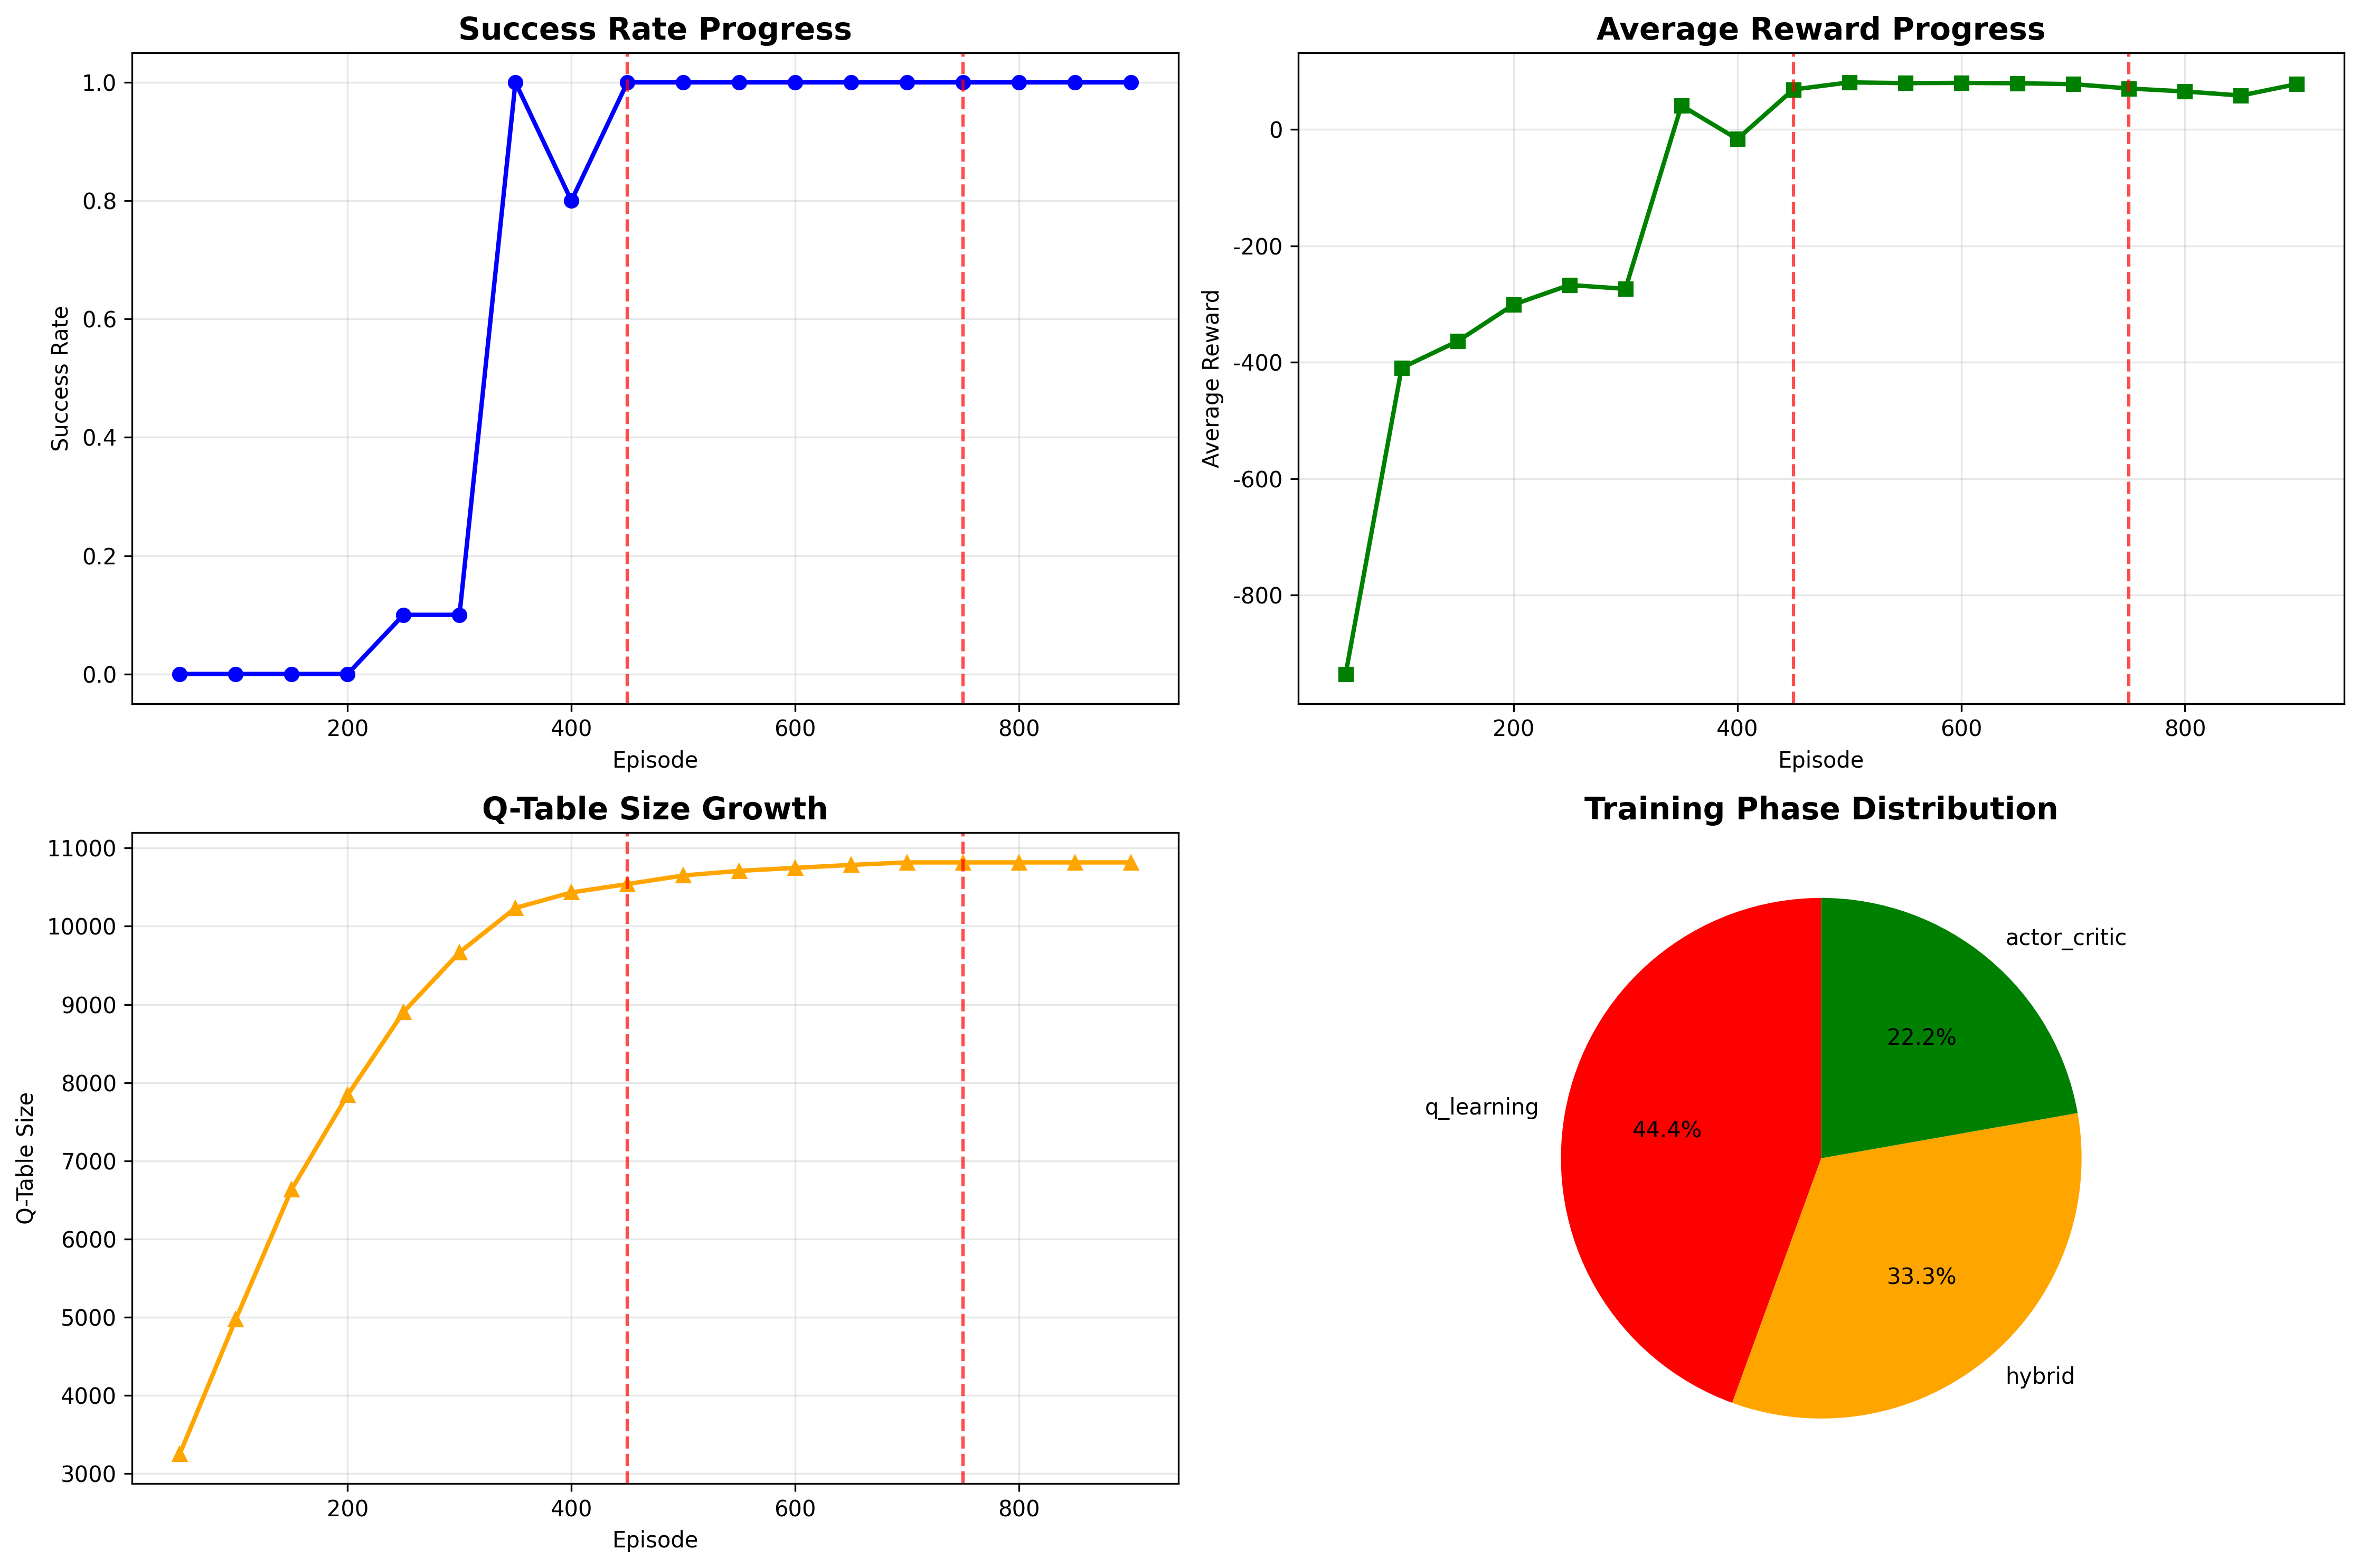 Success Rate Progress
1.0
0.8
0.6
0.4
0.2
0.0
Success Rate
200 400 600 800
Episode
Average Reward Progress
0
-200
-400
-600
-800
Average Reward
200 400 600 800
Episode
Q-Table Size Growth
11000
10000
9000
8000
7000
6000
5000
4000
3000
Q-Table Size
200 400 600 800
Episode
Training Phase Distribution
actor_critic
22.2%
q_learning
44.4%
33.3%
hybrid